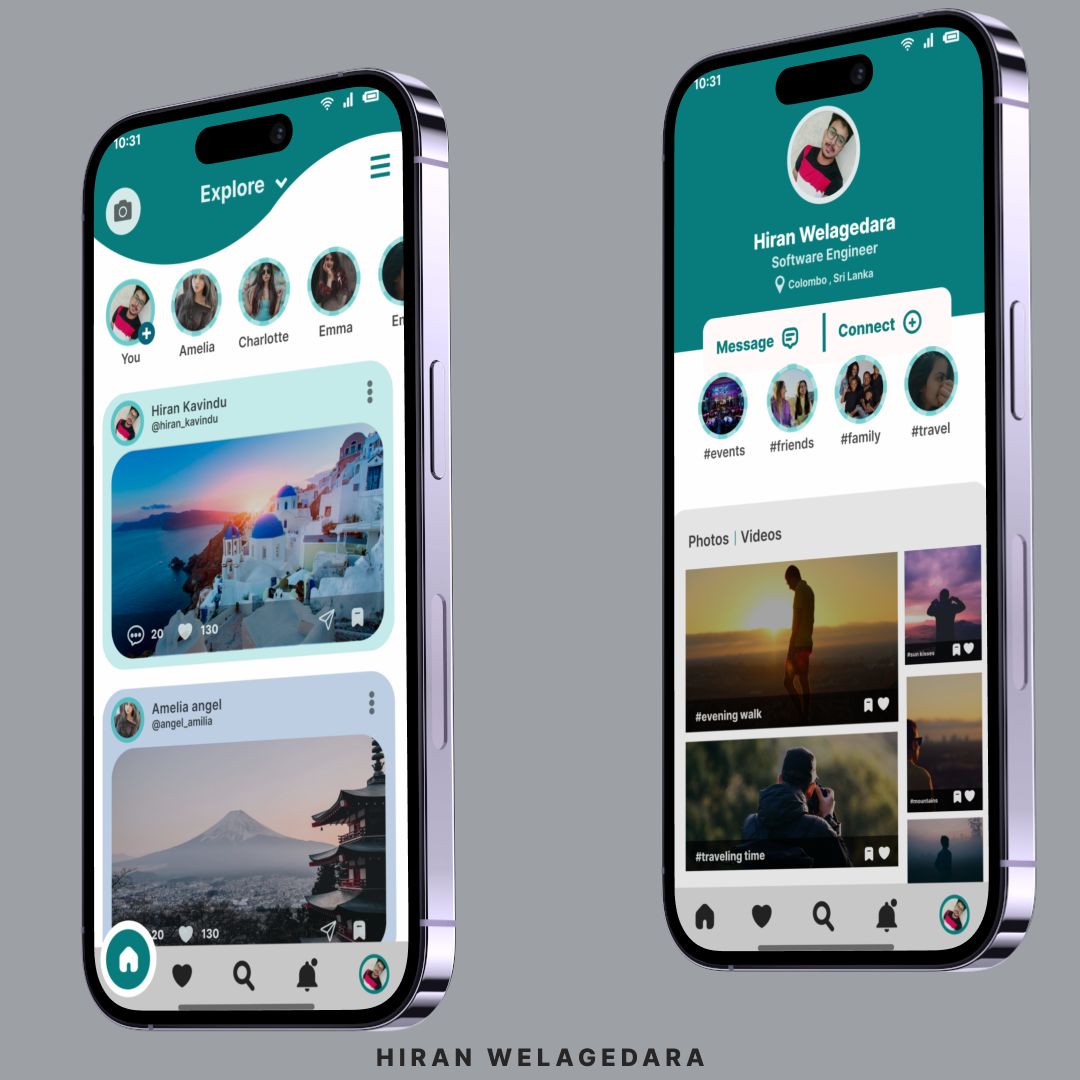 10:31
Explore
You
Amelia
Charlotte
Emma
Hiran Kavindu
@hiran_kavindu
20
130
Amelia angel
@angel_amilia
20
130
10:31
Hiran Welagedara
Software Engineer
Colombo , Sri Lanka
Message
Connect
#events
#friends
#family
#travel
Photos | Videos
#evening walk
#sun kisses
#traveling time
#mountains
HIRAN WELAGEDARA